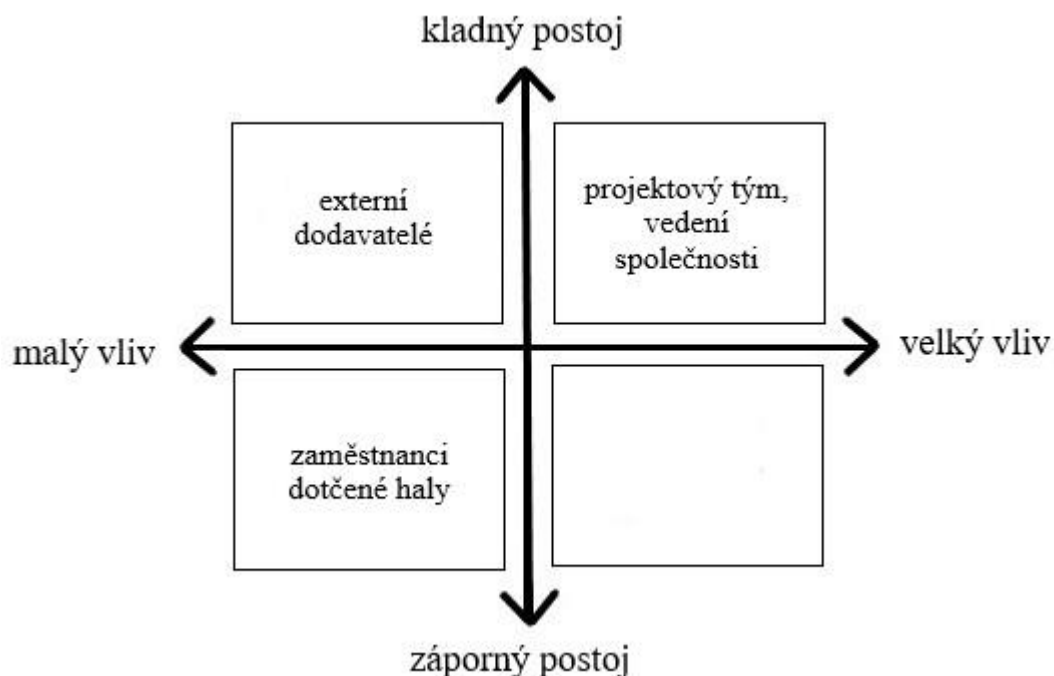 kladný postoj
externí
dodavatelé
projektový tým,
vedení
společnosti
malý vliv
velký vliv
zaměstnanci
dotčené haly
záporný postoj